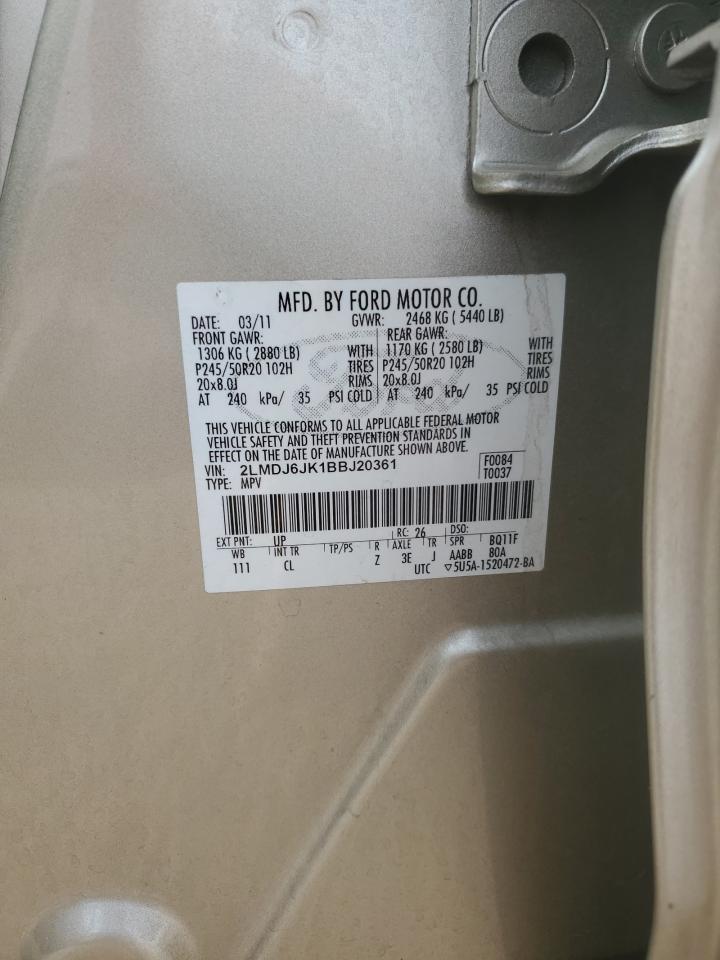 MFD. BY FORD MOTOR CO.
DATE: 03/11 GVWR: 2468 KG ( 5440 LB)
FRONT GAWR: REAR GAWR:
1306 KG ( 2880 LB) WITH 1170 KG ( 2580 LB) WITH
P245/50R20 102H TIRES P245/50R20 102H TIRES
20x8.0J RIMS 20x8.0J RIMS
AT 240 kPa/ 35 PSI COLD AT 240 kPa/ 35 PSI COLD
Ford
THIS VEHICLE CONFORMS TO ALL APPLICABLE FEDERAL MOTOR
VEHICLE SAFETY AND THEFT PREVENTION STANDARDS IN
EFFECT ON THE DATE OF MANUFACTURE SHOWN ABOVE.
VIN: 2LMDJ6JK1BBJ20361 F0084
TYPE: MPV T0037
EXT PNT: UP RC: 26 DSO:
WB INT TR TP/PS R AXLE TR SPR BQ11F
111 CL Z 3E J AABB 80A
UTC ▽5U5A-1520472-BA